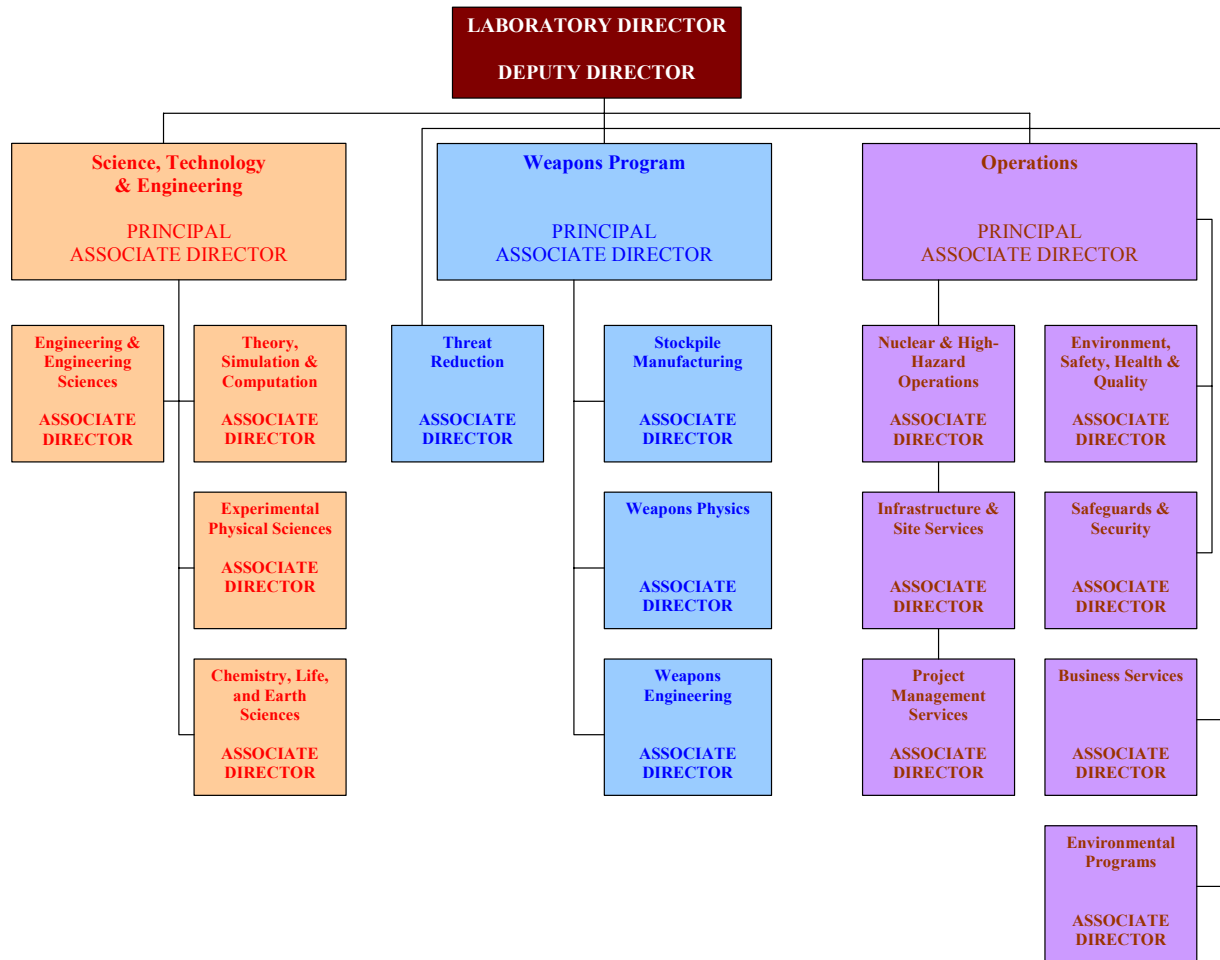 LABORATORY DIRECTOR
DEPUTY DIRECTOR
Science, Technology
& Engineering
PRINCIPAL
ASSOCIATE DIRECTOR
Weapons Program
PRINCIPAL
ASSOCIATE DIRECTOR
Operations
PRINCIPAL
ASSOCIATE DIRECTOR
Engineering &
Engineering
Sciences
ASSOCIATE
DIRECTOR
Theory,
Simulation &
Computation
ASSOCIATE
DIRECTOR
Threat
Reduction
ASSOCIATE
DIRECTOR
Stockpile
Manufacturing
ASSOCIATE
DIRECTOR
Nuclear & High-
Hazard
Operations
ASSOCIATE
DIRECTOR
Environment,
Safety, Health &
Quality
ASSOCIATE
DIRECTOR
Experimental
Physical Sciences
ASSOCIATE
DIRECTOR
Weapons Physics
ASSOCIATE
DIRECTOR
Infrastructure &
Site Services
ASSOCIATE
DIRECTOR
Safeguards &
Security
ASSOCIATE
DIRECTOR
Chemistry, Life,
and Earth
Sciences
ASSOCIATE
DIRECTOR
Weapons
Engineering
ASSOCIATE
DIRECTOR
Project
Management
Services
ASSOCIATE
DIRECTOR
Business Services
ASSOCIATE
DIRECTOR
Environmental
Programs
ASSOCIATE
DIRECTOR